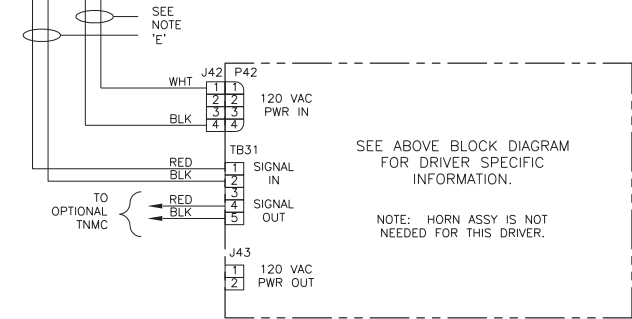 SEE
NOTE
'E'
J42 P42
WHT
1 1
2 2
3 3
BLK
4 4
120 VAC
PWR IN
TB31
RED
1
BLK
2
3
SIGNAL
IN
TO
OPTIONAL
TNMC
RED
4
BLK
5
SIGNAL
OUT
J43
1
2
120 VAC
PWR OUT
SEE ABOVE BLOCK DIAGRAM
FOR DRIVER SPECIFIC
INFORMATION.
NOTE: HORN ASSY IS NOT
NEEDED FOR THIS DRIVER.